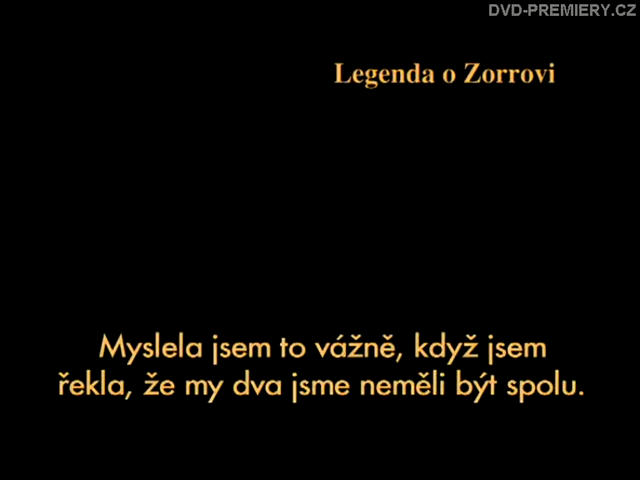 DVD-PREMIERY.CZ
Legenda o Zorrovi
Myslela jsem to vážně, když jsem
řekla, že my dva jsme neměli být spolu.